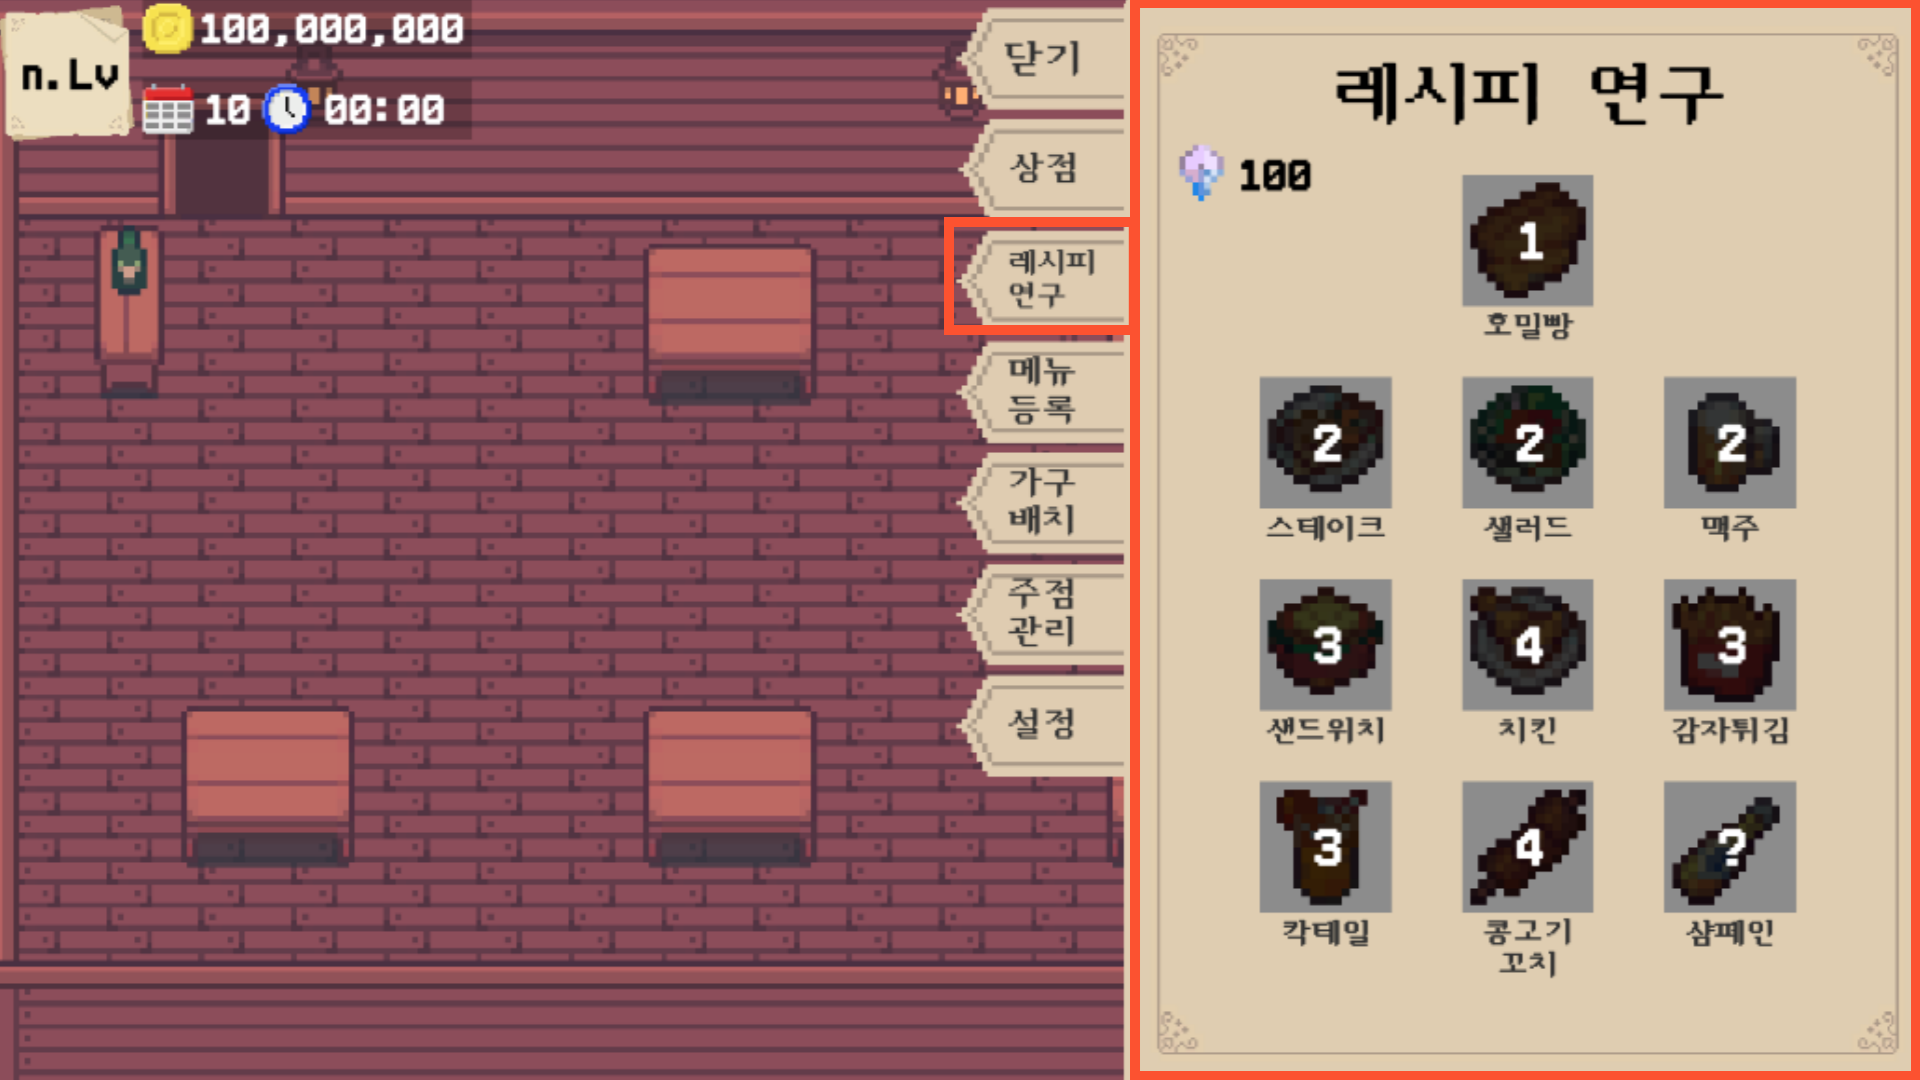 n.Lv
100,000,000
10 00:00
닫기
상점
레시피
연구
메뉴
등록
가구
배치
주점
관리
설정
레시피 연구
100
1
호밀빵
2 2 2
스테이크 샐러드 맥주
3 4 3
샌드위치 치킨 감자튀김
3 4 ?
칵테일 콩고기 샴페인
꼬치